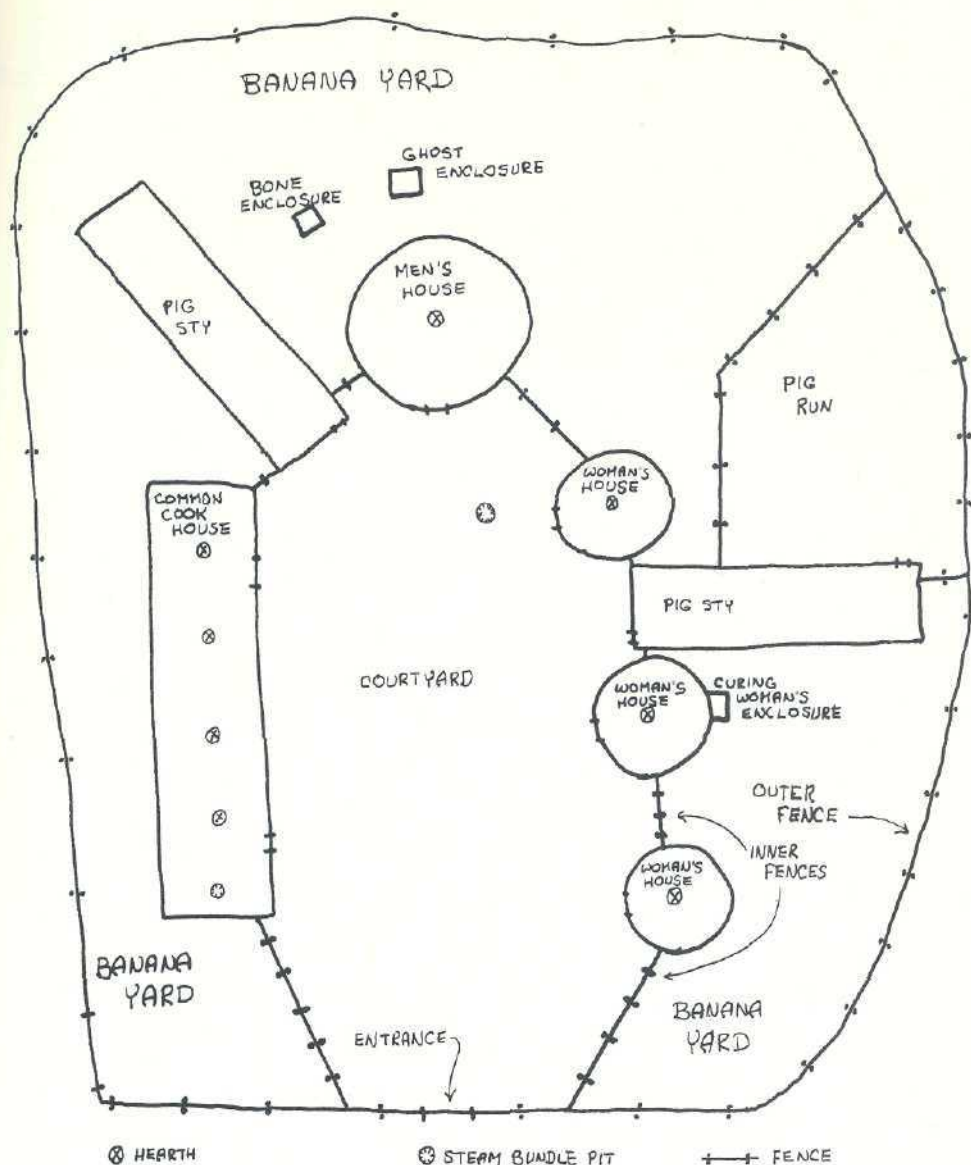 BANANA YARD
GHOST
ENCLOSURE
BONE
ENCLOSURE
MEN'S
HOUSE
PIG
STY
PIG
RUN
WOMAN'S
HOUSE
COMMON
COOK
HOUSE
PIG STY
COURTYARD
WOMAN'S
HOUSE
CURING
WOMAN'S
ENCLOSURE
OUTER
FENCE
INNER
FENCES
WOMAN'S
HOUSE
BANANA
YARD
BANANA
YARD
ENTRANCE
HEARTH
STEAM BUNDLE PIT
FENCE